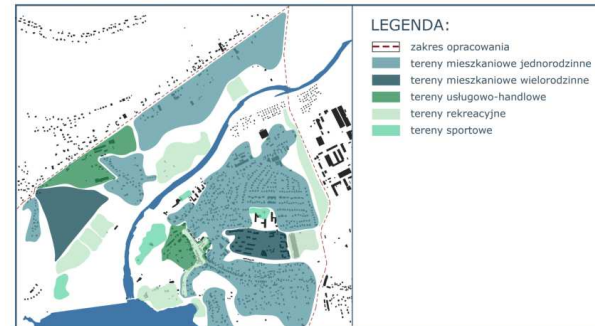 LEGENDA:
zakres opracowania
tereny mieszkaniowe jednorodzinne
tereny mieszkaniowe wielorodzinne
tereny usługowo-handlowe
tereny rekreacyjne
tereny sportowe